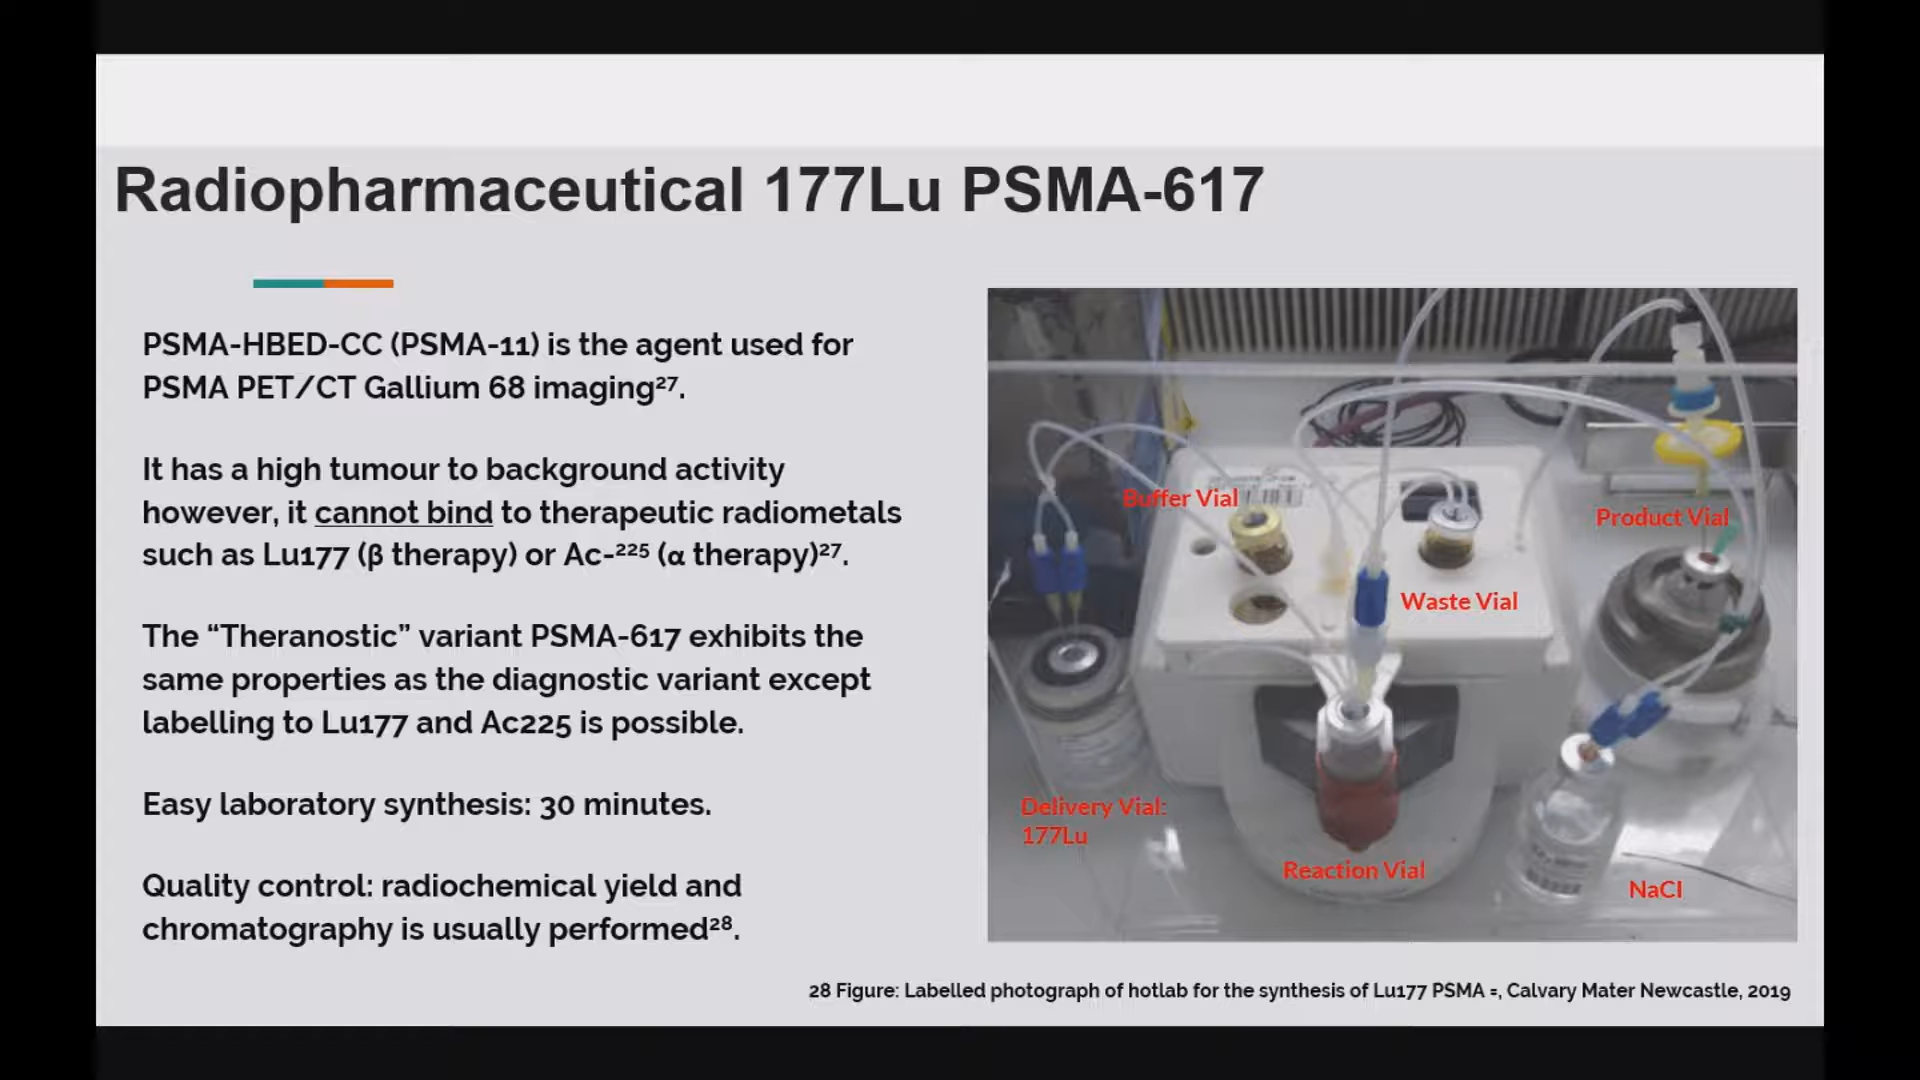 Radiopharmaceutical 177Lu PSMA-617
PSMA-HBED-CC (PSMA-11) is the agent used for
PSMA PET/CT Gallium 68 imaging²⁷.
It has a high tumour to background activity
however, it cannot bind to therapeutic radiometals
such as Lu177 (β therapy) or Ac-²²⁵ (α therapy)²⁷.
The “Theranostic” variant PSMA-617 exhibits the
same properties as the diagnostic variant except
labelling to Lu177 and Ac225 is possible.
Easy laboratory synthesis: 30 minutes.
Quality control: radiochemical yield and
chromatography is usually performed²⁸.
Buffer Vial
Product Vial
Waste Vial
Delivery Vial:
177Lu
Reaction Vial
NaCl
28 Figure: Labelled photograph of hotlab for the synthesis of Lu177 PSMA =, Calvary Mater Newcastle, 2019